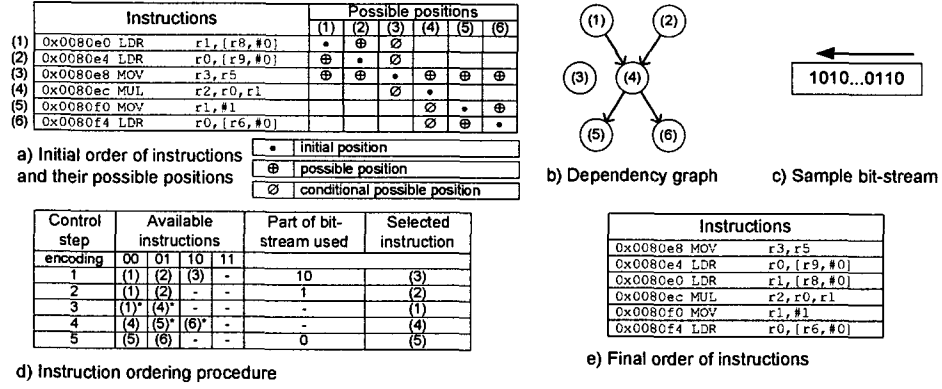 Instructions Possible positions
(1) (2) (3) (4) (5) (6)
(1) 0x0080e0 LDR r1,[r8,#0] • ⊕ ∅
(2) 0x0080e4 LDR r0,[r9,#0] ⊕ • ∅
(3) 0x0080e8 MOV r3,r5 ⊕ ⊕ • ⊕ ⊕ ⊕
(4) 0x0080ec MUL r2,r0,r1 ∅ •
(5) 0x0080f0 MOV r1,#1 ∅ • ⊕
(6) 0x0080f4 LDR r0,[r6,#0] ∅ ⊕ •
a) Initial order of instructions
and their possible positions
• initial position
⊕ possible position
∅ conditional possible position
(1) (2)
(3) (4)
(5) (6)
b) Dependency graph
1010...0110
c) Sample bit-stream
Control step Available instructions Part of bit-stream used Selected instruction
encoding 00 01 10 11
1 (1) (2) (3) - 10 (3)
2 (1) (2) - - 1 (2)
3 (1)* (4)* - - - (1)
4 (4) (5)* (6)* - - (4)
5 (5) (6) - - 0 (5)
d) Instruction ordering procedure
Instructions
0x0080e8 MOV r3,r5
0x0080e4 LDR r0,[r9,#0]
0x0080e0 LDR r1,[r8,#0]
0x0080ec MUL r2,r0,r1
0x0080f0 MOV r1,#1
0x0080f4 LDR r0,[r6,#0]
e) Final order of instructions